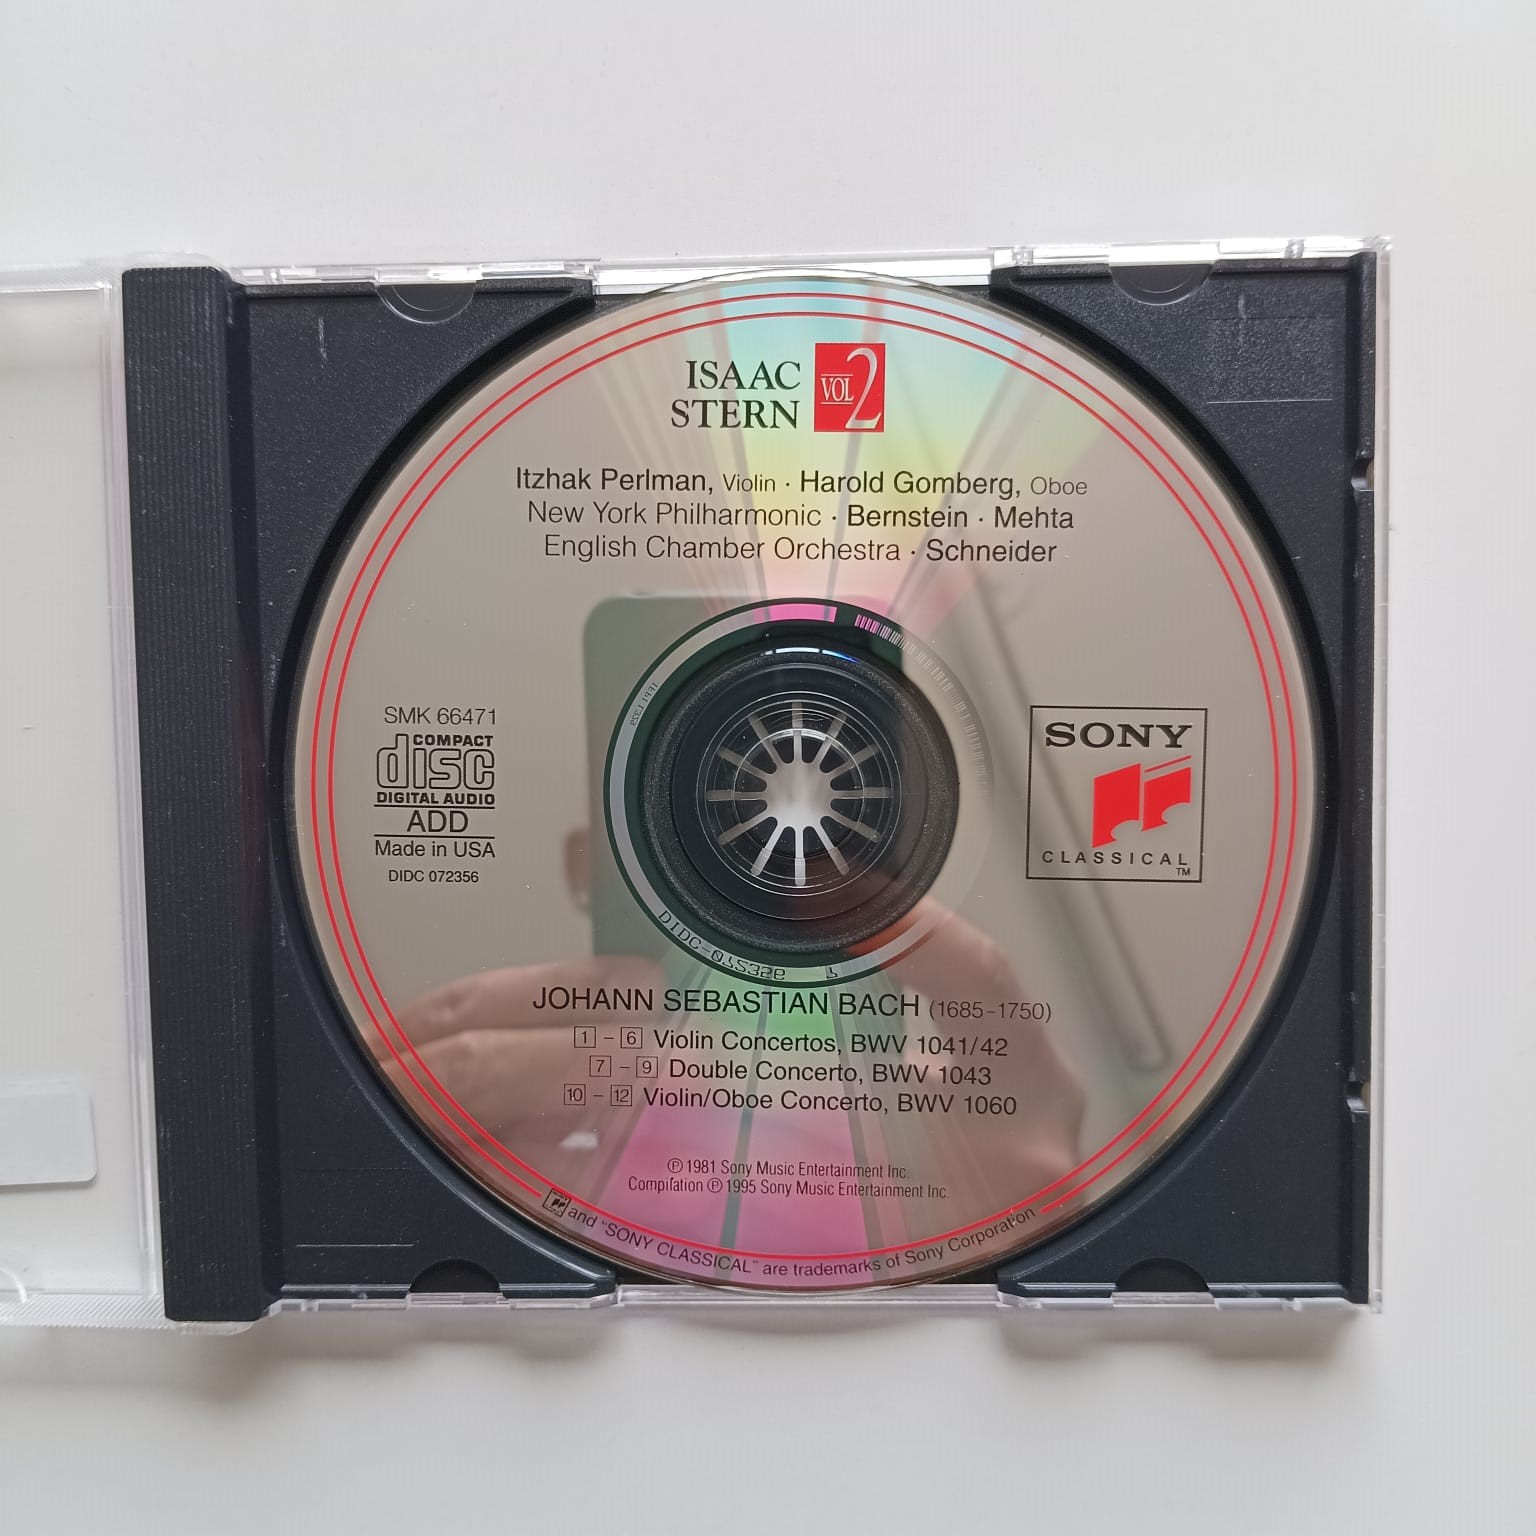 ISAAC
STERN
VOL 2
Itzhak Perlman, Violin · Harold Gomberg, Oboe
New York Philharmonic · Bernstein · Mehta
English Chamber Orchestra · Schneider
SMK 66471
COMPACT
disc
DIGITAL AUDIO
ADD
Made in USA
DIDC 072356
SONY
CLASSICAL
TM
JOHANN SEBASTIAN BACH (1685-1750)
1 – 6 Violin Concertos, BWV 1041/42
7 – 9 Double Concerto, BWV 1043
10 – 12 Violin/Oboe Concerto, BWV 1060
℗ 1981 Sony Music Entertainment Inc.
Compilation ℗ 1995 Sony Music Entertainment Inc.
and "SONY CLASSICAL" are trademarks of Sony Corporation